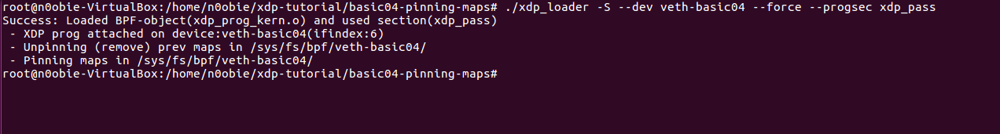 root@n0obie-VirtualBox:/home/n0obie/xdp-tutorial/basic04-pinning-maps# ./xdp_loader -S --dev veth-basic04 --force --progsec xdp_pass
Success: Loaded BPF-object(xdp_prog_kern.o) and used section(xdp_pass)
 - XDP prog attached on device:veth-basic04(ifindex:6)
 - Unpinning (remove) prev maps in /sys/fs/bpf/veth-basic04/
 - Pinning maps in /sys/fs/bpf/veth-basic04/
root@n0obie-VirtualBox:/home/n0obie/xdp-tutorial/basic04-pinning-maps#